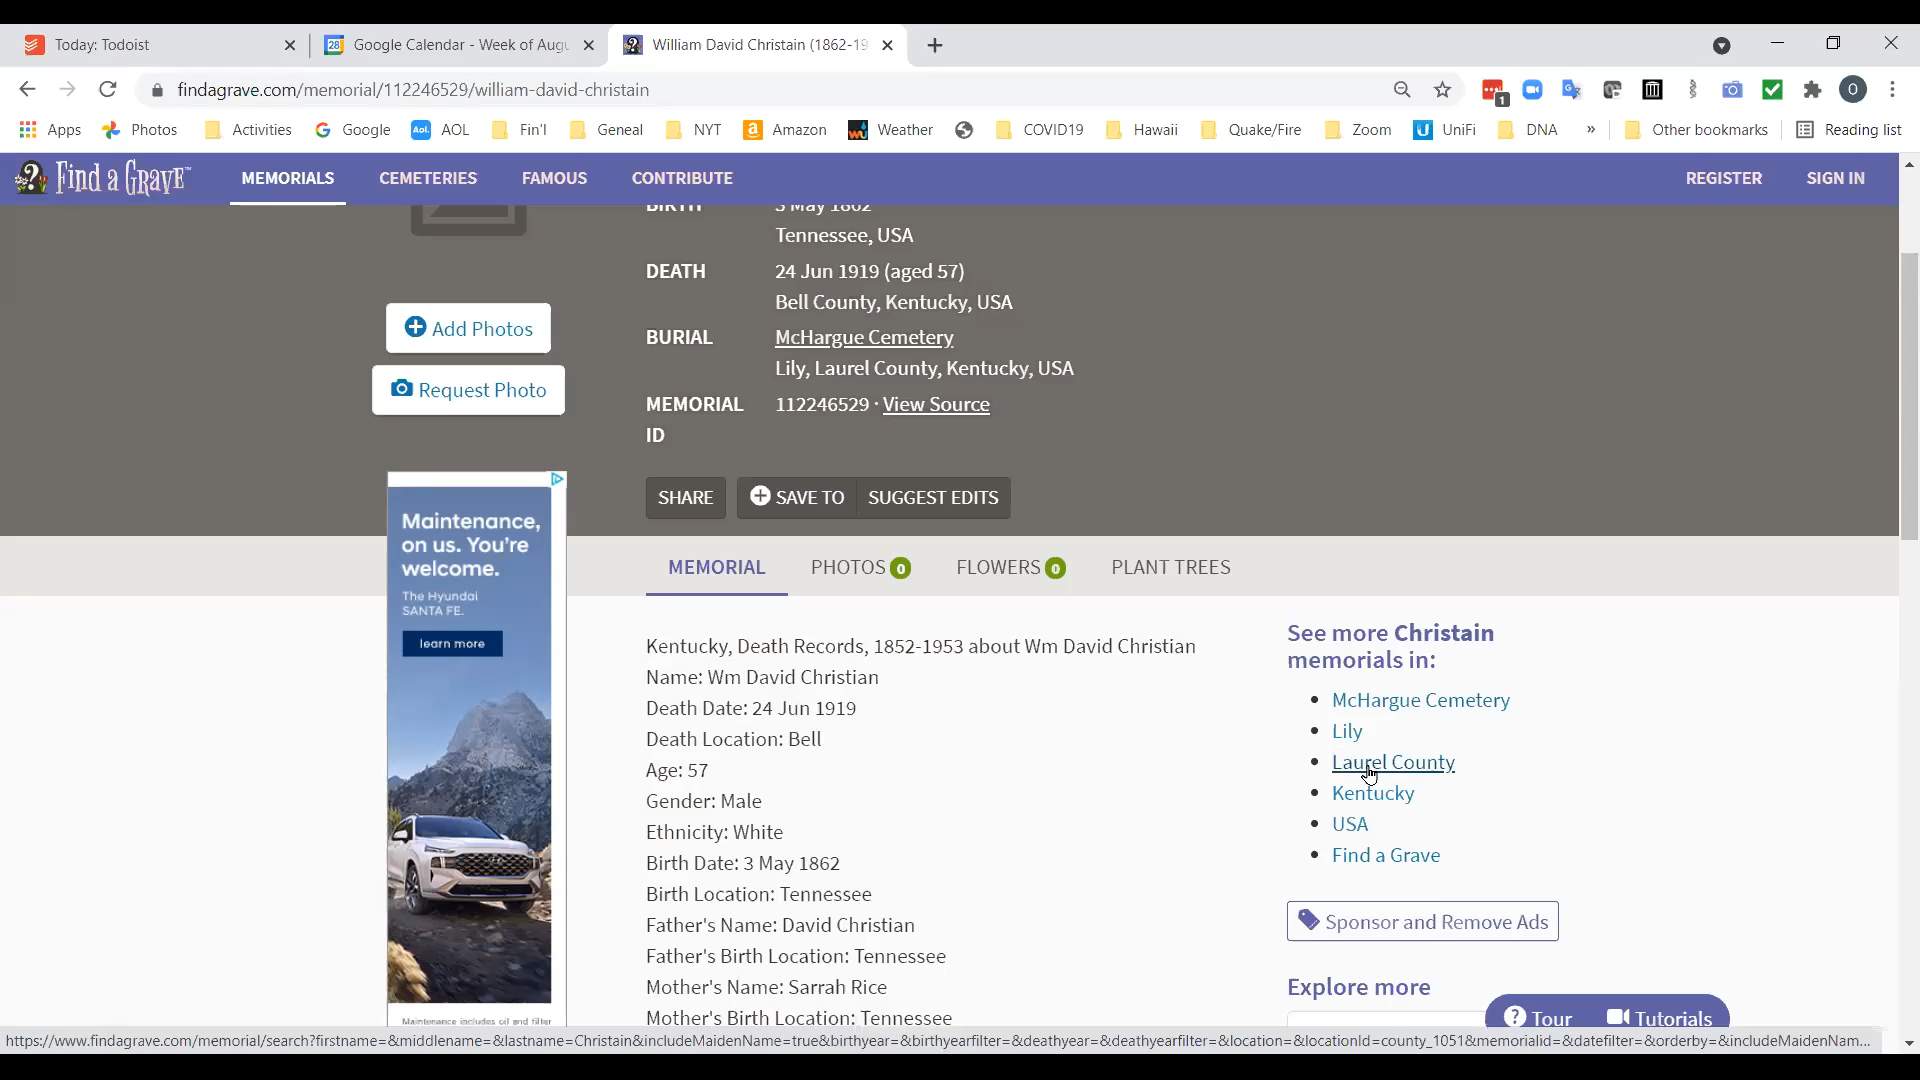 Today: Todoist
28
Google Calendar - Week of Augu
William David Christain (1862-19
findagrave.com/memorial/112246529/william-david-christain
1
O
Apps
Photos
Activities
Google
Aol.
AOL
Fin'l
Geneal
NYT
Amazon
Weather
COVID19
Hawaii
Quake/Fire
Zoom
UniFi
DNA
»
Other bookmarks
Reading list
FIND A GRAVE™
MEMORIALS
CEMETERIES
FAMOUS
CONTRIBUTE
REGISTER
SIGN IN
BIRTH
3 May 1862
Tennessee, USA
DEATH
24 Jun 1919 (aged 57)
Bell County, Kentucky, USA
Add Photos
BURIAL
McHargue Cemetery
Lily, Laurel County, Kentucky, USA
Request Photo
MEMORIAL ID
112246529 · View Source
SHARE
SAVE TO
SUGGEST EDITS
Maintenance,
on us. You're
welcome.
The Hyundai
SANTA FE.
learn more
Maintenance includes oil and filter
MEMORIAL
PHOTOS 0
FLOWERS 0
PLANT TREES
Kentucky, Death Records, 1852-1953 about Wm David Christian
Name: Wm David Christian
Death Date: 24 Jun 1919
Death Location: Bell
Age: 57
Gender: Male
Ethnicity: White
Birth Date: 3 May 1862
Birth Location: Tennessee
Father's Name: David Christian
Father's Birth Location: Tennessee
Mother's Name: Sarrah Rice
Mother's Birth Location: Tennessee
See more Christain
memorials in:
McHargue Cemetery
Lily
Laurel County
Kentucky
USA
Find a Grave
Sponsor and Remove Ads
Explore more
Tour
Tutorials
https://www.findagrave.com/memorial/search?firstname=&middlename=&lastname=Christain&includeMaidenName=true&birthyear=&birthyearfilter=&deathyear=&deathyearfilter=&location=&locationId=county_1051&memorialid=&datefilter=&orderby=&includeMaidenNam...